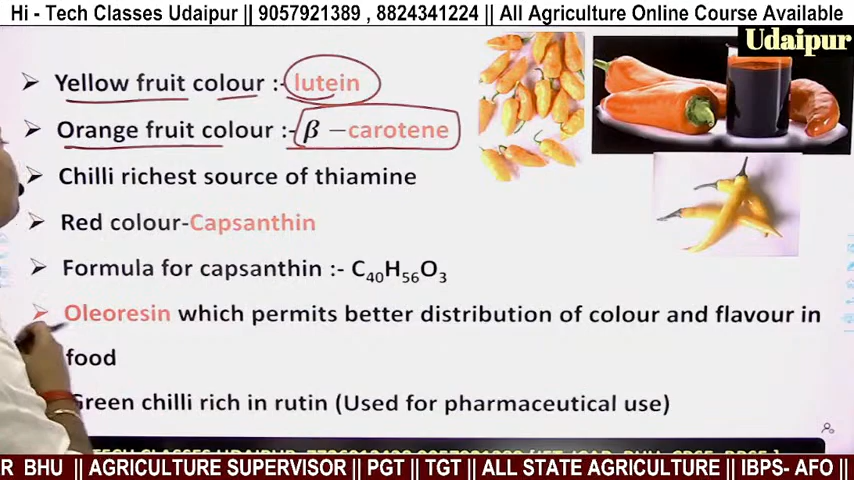 Hi - Tech Classes Udaipur || 9057921389 , 8824341224 || All Agriculture Online Course Available
Udaipur
Yellow fruit colour :- lutein
Orange fruit colour :- β – carotene
Chilli richest source of thiamine
Red colour-Capsanthin
Formula for capsanthin :- C₄₀H₅₆O₃
Oleoresin which permits better distribution of colour and flavour in
food
Green chilli rich in rutin (Used for pharmaceutical use)
R BHU || AGRICULTURE SUPERVISOR || PGT || TGT || ALL STATE AGRICULTURE || IBPS- AFO ||